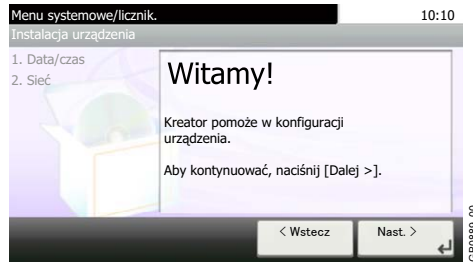 Menu systemowe/licznik.
10:10
Instalacja urządzenia
1. Data/czas
2. Sieć
Witamy!
Kreator pomoże w konfiguracji
urządzenia.
Aby kontynuować, naciśnij [Dalej >].
< Wstecz
Nast. >
GB0889_00